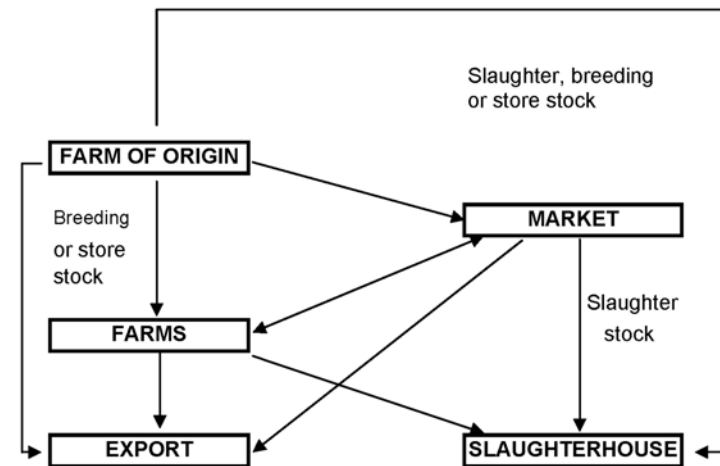 Slaughter, breeding
or store stock
FARM OF ORIGIN
MARKET
Breeding
or store
stock
Slaughter
stock
FARMS
EXPORT
SLAUGHTERHOUSE